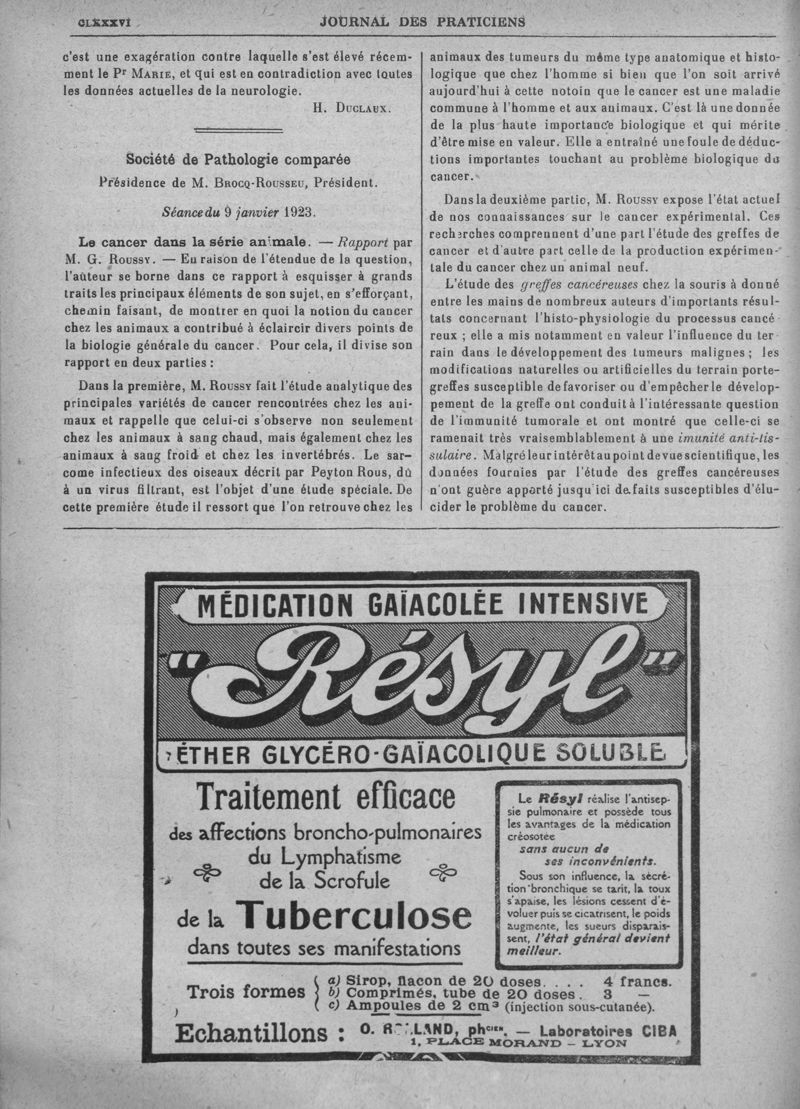 CLXXXVI
JOURNAL DES PRATICIENS
c'est une exagération contre laquelle s'est élevé récem-
ment le Pr MARIE, et qui est en contradiction avec toutes
les données actuelles de la neurologie.
H. DUCLAUX.
Société de Pathologie comparée
Présidence de M. BROCQ-ROUSSEU, Président.
Séance du 9 janvier 1923.
Le cancer dans la série animale. — Rapport par
M. G. ROUSSY. — En raison de l'étendue de la question,
l'auteur se borne dans ce rapport à esquisser à grands
traits les principaux éléments de son sujet, en s'efforçant,
chemin faisant, de montrer en quoi la notion du cancer
chez les animaux a contribué à éclaircir divers points de
la biologie générale du cancer. Pour cela, il divise son
rapport en deux parties :
Dans la première, M. ROUSSY fait l'étude analytique des
principales variétés de cancer rencontrées chez les ani-
maux et rappelle que celui-ci s'observe non seulement
chez les animaux à sang chaud, mais également chez les
animaux à sang froid et chez les invertébrés. Le sar-
come infectieux des oiseaux décrit par Peyton Rous, dû
à un virus filtrant, est l'objet d'une étude spéciale. De
cette première étude il ressort que l'on retrouve chez les
animaux des tumeurs du même type anatomique et histo-
logique que chez l'homme si bien que l'on soit arrivé
aujourd'hui à cette notoin que le cancer est une maladie
commune à l'homme et aux animaux. C'est là une donnée
de la plus haute importance biologique et qui mérite
d'être mise en valeur. Elle a entraîné une foule de déduc-
tions importantes touchant au problème biologique du
cancer.
Dans la deuxième partie, M. ROUSSY expose l'état actuel
de nos connaissances sur le cancer expérimental. Ces
recherches comprennent d'une part l'étude des greffes de
cancer et d'autre part celle de la production expérimen-
tale du cancer chez un animal neuf.
L'étude des greffes cancéreuses chez la souris à donné
entre les mains de nombreux auteurs d'importants résul-
tats concernant l'histo-physiologie du processus cancé
reux ; elle a mis notamment en valeur l'influence du ter
rain dans le développement des tumeurs malignes ; les
modifications naturelles ou artificielles du terrain porte-
greffes susceptible de favoriser ou d'empêcher le dévelop-
pement de la greffe ont conduit à l'intéressante question
de l'immunité tumorale et ont montré que celle-ci se
ramenait très vraisemblablement à une imunité anti-tis-
sulaire. Malgré leur intérêt au point de vue scientifique, les
données fournies par l'étude des greffes cancéreuses
n'ont guère apporté jusqu'ici de faits susceptibles d'élu-
cider le problème du cancer.
MÉDICATION GAÏACOLÉE INTENSIVE
"Résyl"
ÉTHER GLYCÉRO-GAÏACOLIQUE SOLUBLE
Traitement efficace
des affections broncho-pulmonaires
du Lymphatisme
de la Scrofule
de la Tuberculose
dans toutes ses manifestations
Le Résyl réalise l'antisep-
sie pulmonaire et possède tous
les avantages de la médication
créosotée
sans aucun de
ses inconvénients.
Sous son influence, la sécré-
tion bronchique se tarit, la toux
s'apaise, les lésions cessent d'é-
voluer puis se cicatrisent, le poids
augmente, les sueurs disparais-
sent, l'état général devient
meilleur.
Trois formes
a) Sirop, flacon de 20 doses. . . . 4 francs.
b) Comprimés, tube de 20 doses . 3 —
c) Ampoules de 2 cm³ (injection sous-cutanée).
Echantillons : O. phcien. — Laboratoires CIBA
1, PLACE MORAND - LYON